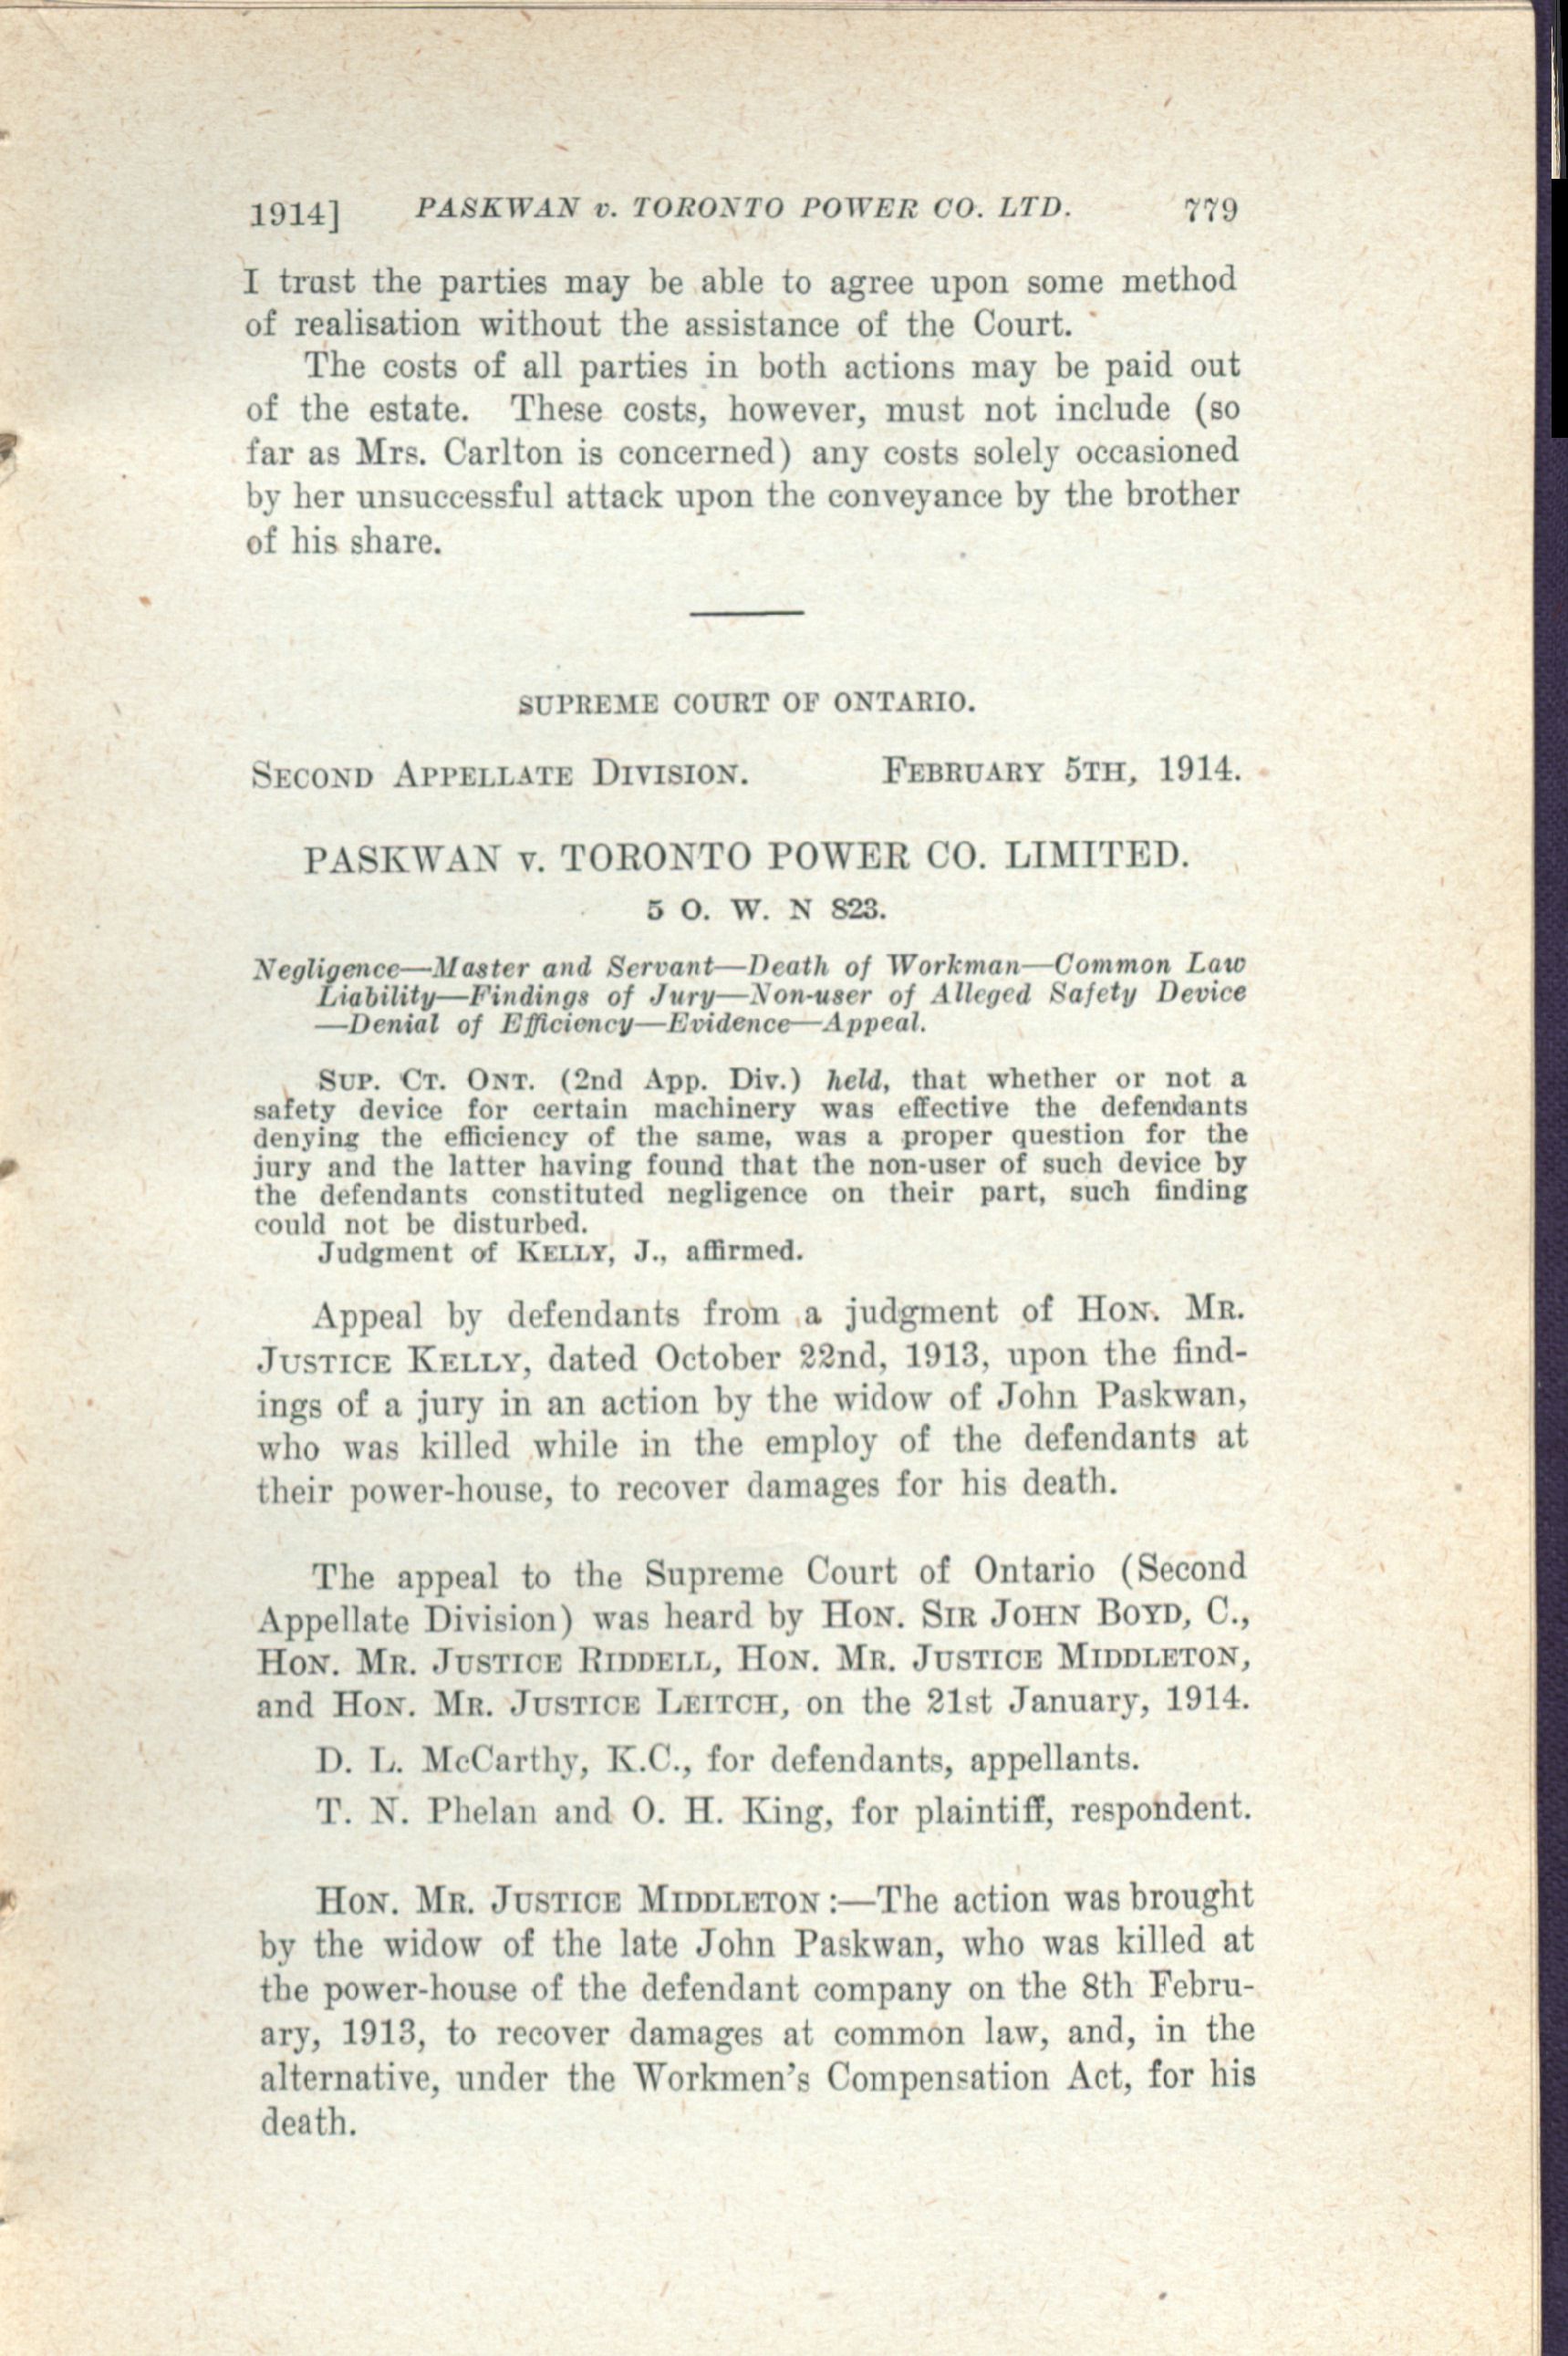 1914] PASKWAN v. TORONTO POWER CO. LTD. 779
I trust the parties may be able to agree upon some method
of realisation without the assistance of the Court.
The costs of all parties in both actions may be paid out
of the estate. These costs, however, must not include (so
far as Mrs. Carlton is concerned) any costs solely occasioned
by her unsuccessful attack upon the conveyance by the brother
of his share.
SUPREME COURT OF ONTARIO.
SECOND APPELLATE DIVISION. FEBRUARY 5TH, 1914.
PASKWAN v. TORONTO POWER CO. LIMITED.
5 O. W. N 823.
Negligence—Master and Servant—Death of Workman—Common Law
Liability—Findings of Jury—Non-user of Alleged Safety Device
—Denial of Efficiency—Evidence—Appeal.
SUP. CT. ONT. (2nd App. Div.) held, that whether or not a
safety device for certain machinery was effective the defendants
denying the efficiency of the same, was a proper question for the
jury and the latter having found that the non-user of such device by
the defendants constituted negligence on their part, such finding
could not be disturbed.
Judgment of KELLY, J., affirmed.
Appeal by defendants from a judgment of HON. MR.
JUSTICE KELLY, dated October 22nd, 1913, upon the find-
ings of a jury in an action by the widow of John Paskwan,
who was killed while in the employ of the defendants at
their power-house, to recover damages for his death.
The appeal to the Supreme Court of Ontario (Second
Appellate Division) was heard by HON. SIR JOHN BOYD, C.,
HON. MR. JUSTICE RIDDELL, HON. MR. JUSTICE MIDDLETON,
and HON. MR. JUSTICE LEITCH, on the 21st January, 1914.
D. L. McCarthy, K.C., for defendants, appellants.
T. N. Phelan and O. H. King, for plaintiff, respondent.
HON. MR. JUSTICE MIDDLETON:—The action was brought
by the widow of the late John Paskwan, who was killed at
the power-house of the defendant company on the 8th Febru-
ary, 1913, to recover damages at common law, and, in the
alternative, under the Workmen's Compensation Act, for his
death.